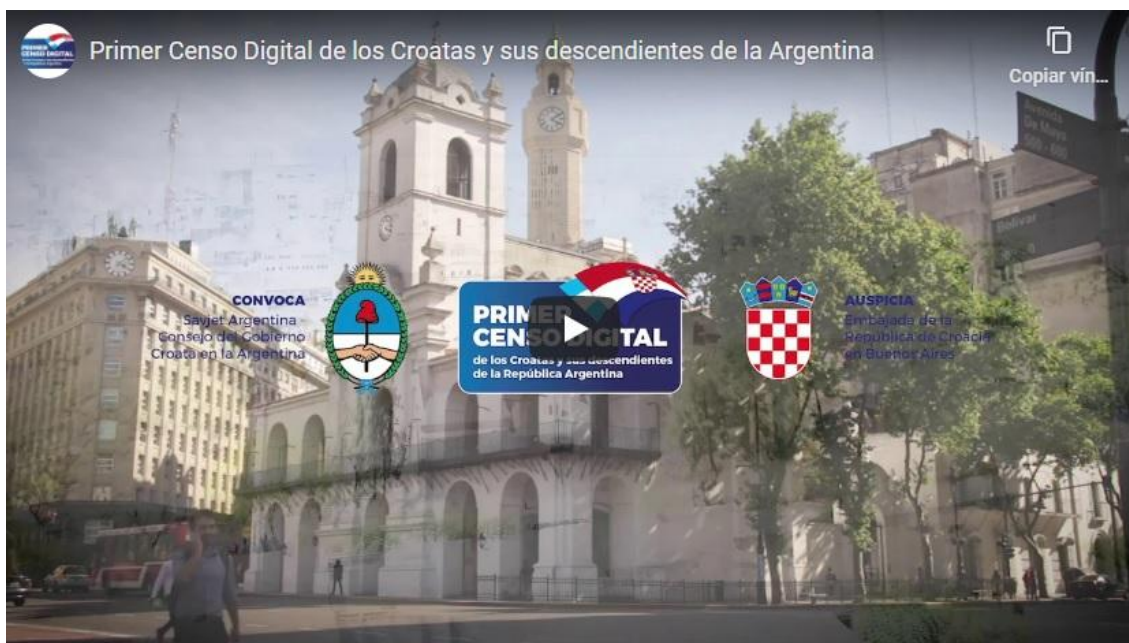 Primer Censo Digital de los Croatas y sus descendientes de la Argentina
Copiar vín...
Avenida
De Mayo
Bolívar
CONVOCA
Savjet Argentina -
Consejo del Gobierno
Croata en la Argentina
PRIMER
CENSO DIGITAL
de los Croatas y sus descendientes
de la República Argentina
AUSPICIA
Embajada de la
República de Croacia
en Buenos Aires